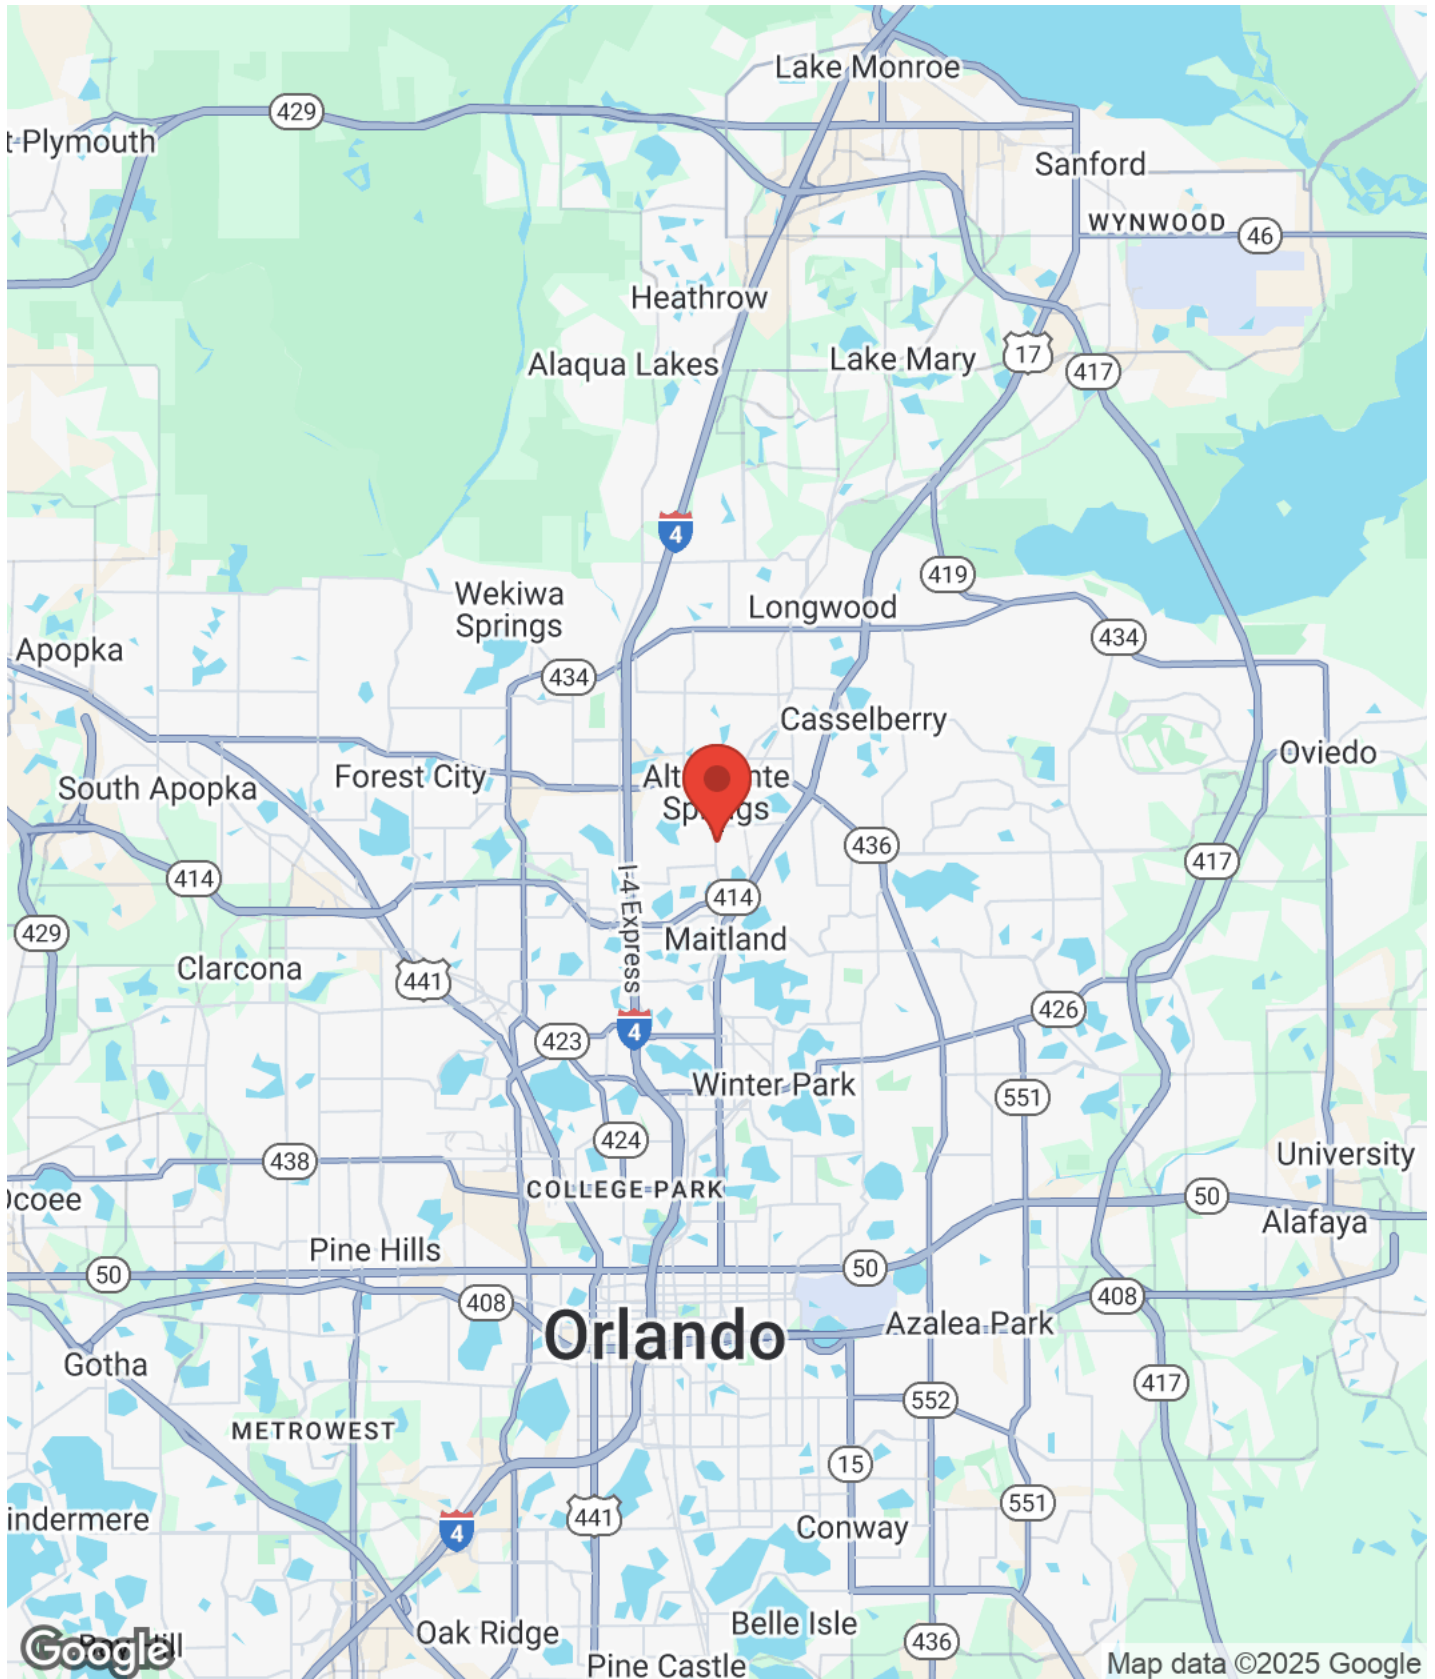 Lake Monroe
429
t Plymouth
Sanford
WYNWOOD
46
Heathrow
17
Alaqua Lakes
Lake Mary
417
4
419
Wekiwa
Springs
Longwood
434
Apopka
434
Casselberry
Oviedo
Forest City
South Apopka
Springs
436
417
414
I-4 Express
414
429
Maitland
Clarcona
441
426
4
423
Winter Park
551
424
438
University
COLLEGE PARK
50
Ocoee
Alafaya
Pine Hills
50
50
408
408
Orlando
Azalea Park
Gotha
417
552
METROWEST
15
551
441
indermere
4
Conway
Belle Isle
Oak Ridge
436
Google
Pine Castle
Map data ©2025 Google